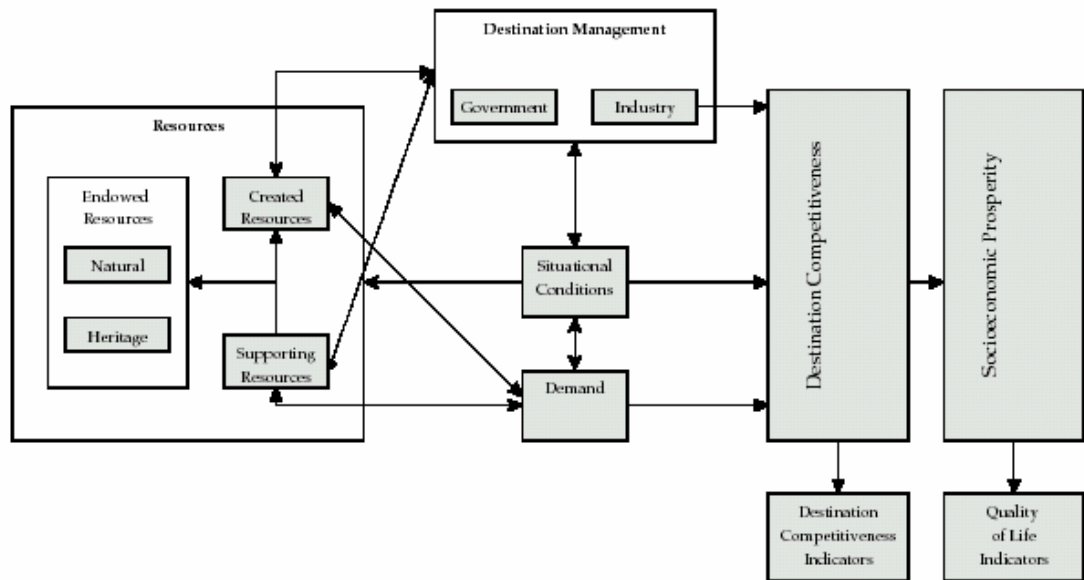 Destination Management
Government
Industry
Resources
Endowed
Resources
Natural
Heritage
Created
Resources
Supporting
Resources
Situational
Conditions
Demand
Destination Competitiveness
Socioeconomic Prosperity
Destination
Competitiveness
Indicators
Quality
of Life
Indicators